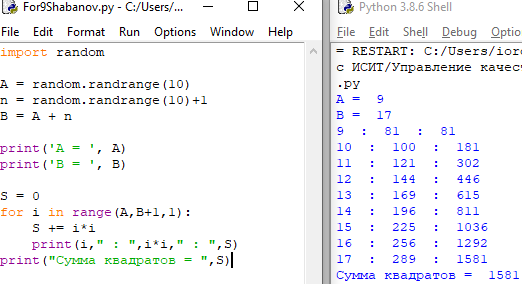 For9Shabanov.py - C:/Users/...
File Edit Format Run Options Window Help
import random
A = random.randrange(10)
n = random.randrange(10)+1
B = A + n
print('A = ', A)
print('B = ', B)
S = 0
for i in range(A,B+1,1):
S += i*i
print(i," : ",i*i," : ",S)
print("Сумма квадратов = ",S)
Python 3.8.6 Shell
File Edit Shell Debug Options
= RESTART: C:/Users/ior
с ИСИТ/Управление качес
.py
A =  9
B =  17
9  :  81  :  81
10  :  100  :  181
11  :  121  :  302
12  :  144  :  446
13  :  169  :  615
14  :  196  :  811
15  :  225  :  1036
16  :  256  :  1292
17  :  289  :  1581
Сумма квадратов =  1581